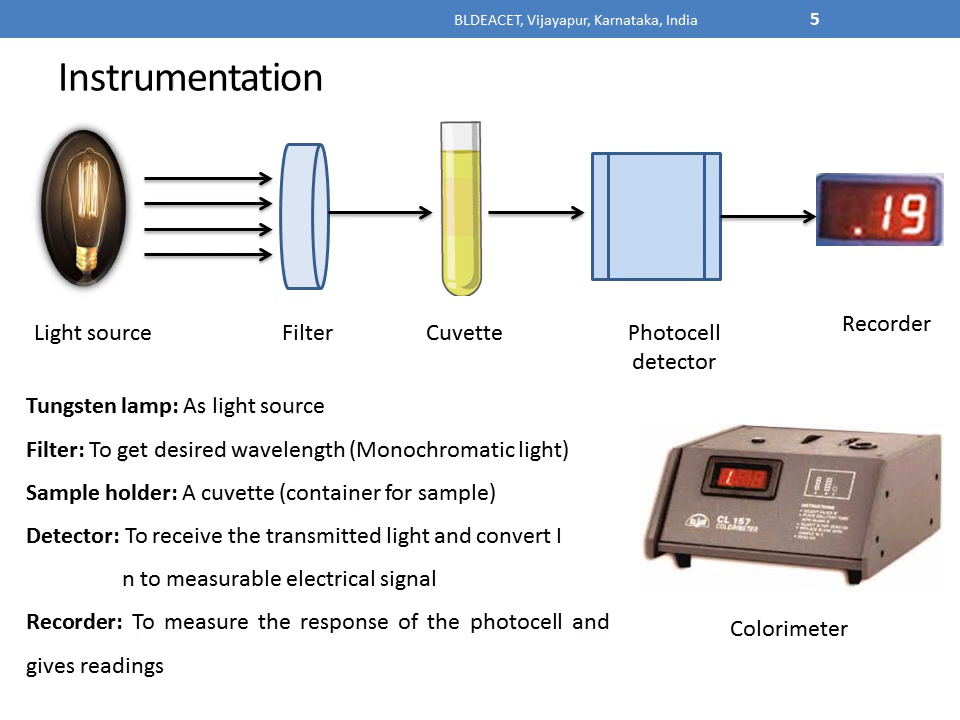 BLDEACET, Vijayapur, Karnataka, India
5
Instrumentation
.19
Light source
Filter
Cuvette
Photocell
detector
Recorder
Tungsten lamp: As light source
Filter: To get desired wavelength (Monochromatic light)
Sample holder: A cuvette (container for sample)
Detector: To receive the transmitted light and convert I
n to measurable electrical signal
Recorder: To measure the response of the photocell and
gives readings
CL 157
COLORIMETER
INSTRUCTIONS
Colorimeter